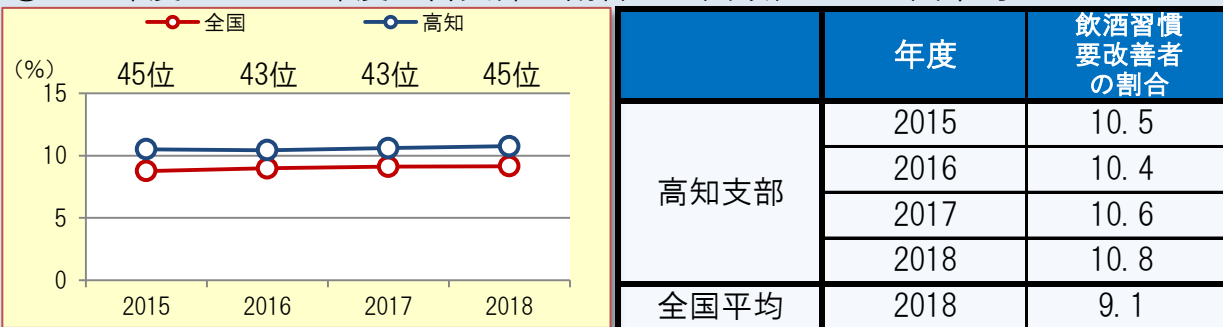 全国 高知
(%) 45位 43位 43位 45位
15
10
5
0
2015 2016 2017 2018
年度 飲酒習慣
要改善者
の割合
高知支部
2015 10.5
2016 10.4
2017 10.6
2018 10.8
全国平均 2018 9.1